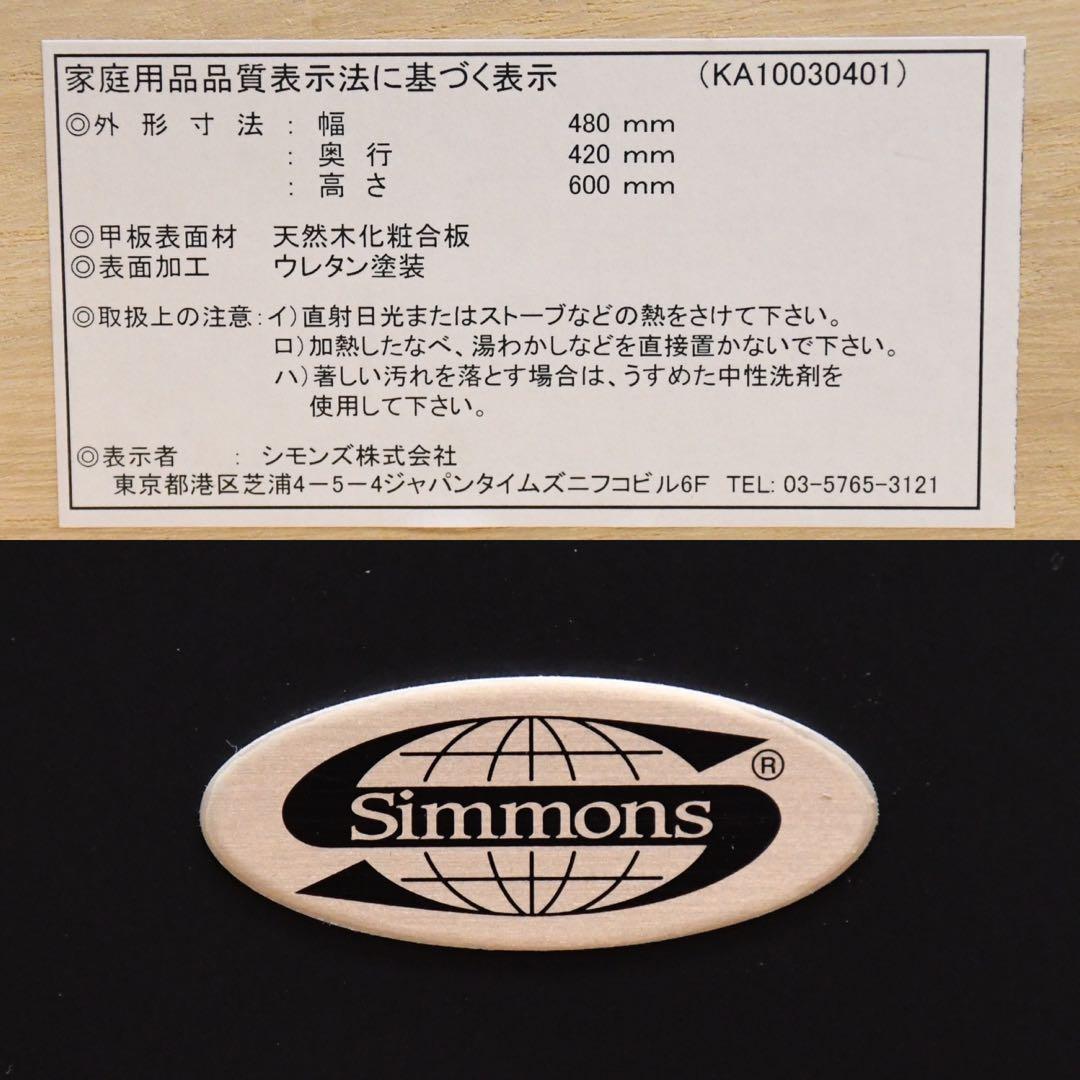 家庭用品品質表示法に基づく表示 (KA10030401)
◎外形寸法 : 幅 480 mm
: 奥行 420 mm
: 高さ 600 mm
◎甲板表面材 天然木化粧合板
◎表面加工 ウレタン塗装
◎取扱上の注意:イ)直射日光またはストーブなどの熱をさけて下さい。
ロ)加熱したなべ、湯わかしなどを直接置かないで下さい。
ハ)著しい汚れを落とす場合は、うすめた中性洗剤を
使用して下さい。
◎表示者 : シモンズ株式会社
東京都港区芝浦4-5-4ジャパンタイムズニフコビル6F TEL: 03-5765-3121
Simmons ®